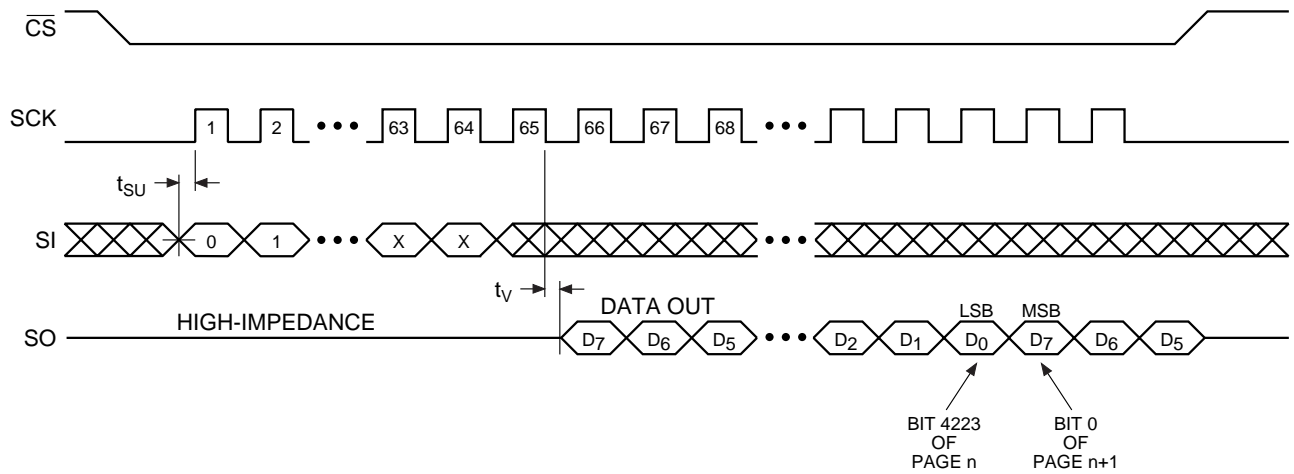 CS
SCK 1 2 ••• 63 64 65 66 67 68 •••
tSU
SI 0 1 ••• X X •••
tV
HIGH-IMPEDANCE DATA OUT LSB MSB
SO D7 D6 D5 ••• D2 D1 D0 D7 D6 D5
BIT 4223
OF
PAGE n
BIT 0
OF
PAGE n+1